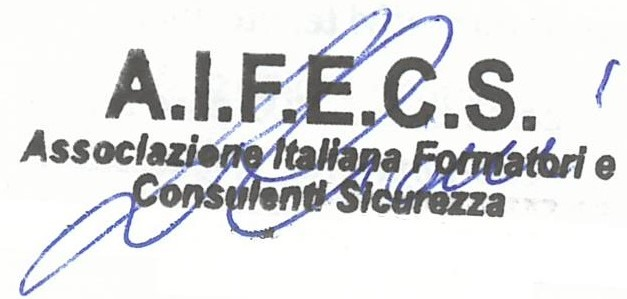 A.I.F.E.C.S.
Associazione Italiana Formatori e
Consulenti Sicurezza